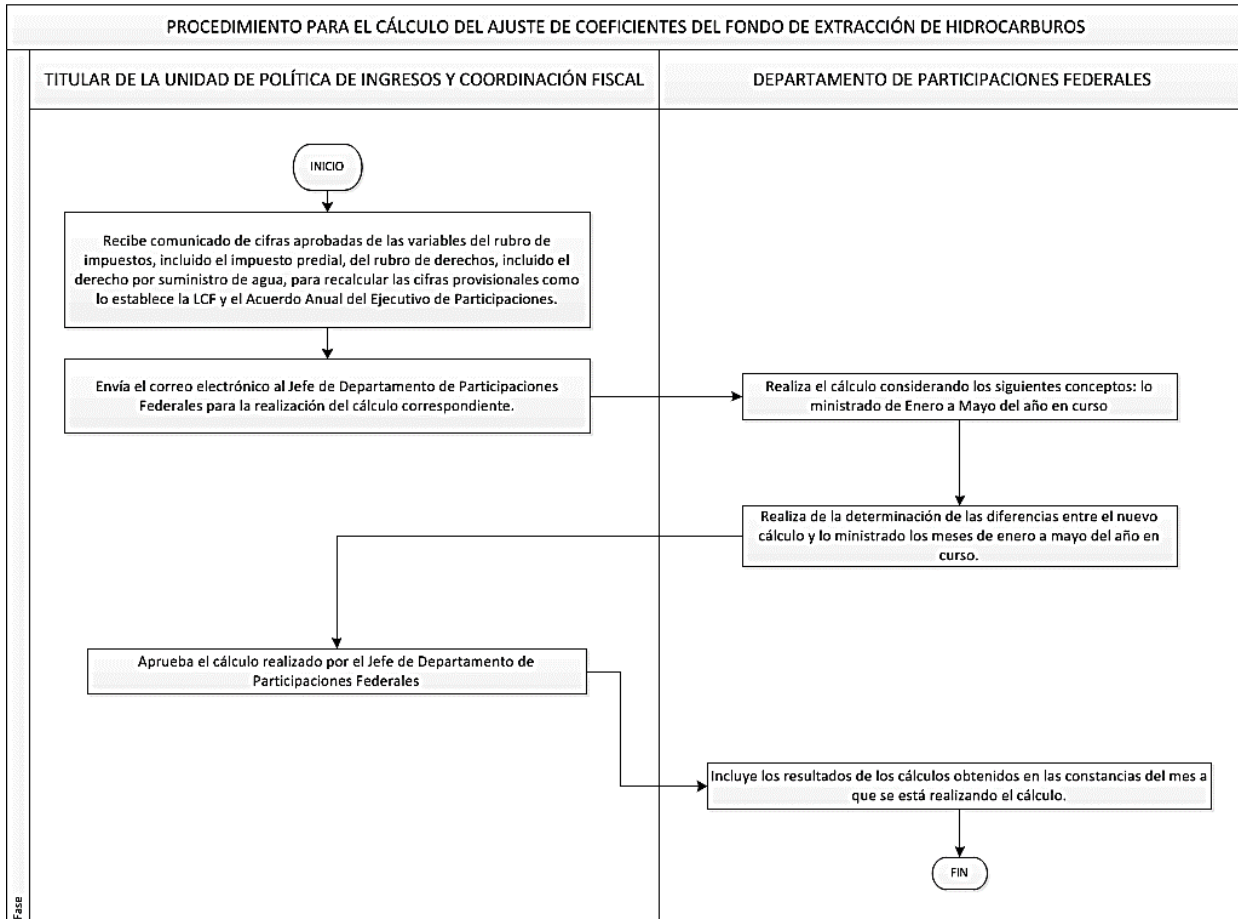 PROCEDIMIENTO PARA EL CÁLCULO DEL AJUSTE DE COEFICIENTES DEL FONDO DE EXTRACCIÓN DE HIDROCARBUROS
TITULAR DE LA UNIDAD DE POLÍTICA DE INGRESOS Y COORDINACIÓN FISCAL
DEPARTAMENTO DE PARTICIPACIONES FEDERALES
INICIO
Recibe comunicado de cifras aprobadas de las variables del rubro de
impuestos, incluido el impuesto predial, del rubro de derechos, incluido el
derecho por suministro de agua, para recalcular las cifras provisionales como
lo establece la LCF y el Acuerdo Anual del Ejecutivo de Participaciones.
Envía el correo electrónico al Jefe de Departamento de Participaciones
Federales para la realización del cálculo correspondiente.
Realiza el cálculo considerando los siguientes conceptos: lo
ministrado de Enero a Mayo del año en curso
Realiza de la determinación de las diferencias entre el nuevo
cálculo y lo ministrado los meses de enero a mayo del año en
curso.
Aprueba el cálculo realizado por el Jefe de Departamento de
Participaciones Federales
Incluye los resultados de los cálculos obtenidos en las constancias del mes a
que se está realizando el cálculo.
FIN
Fase